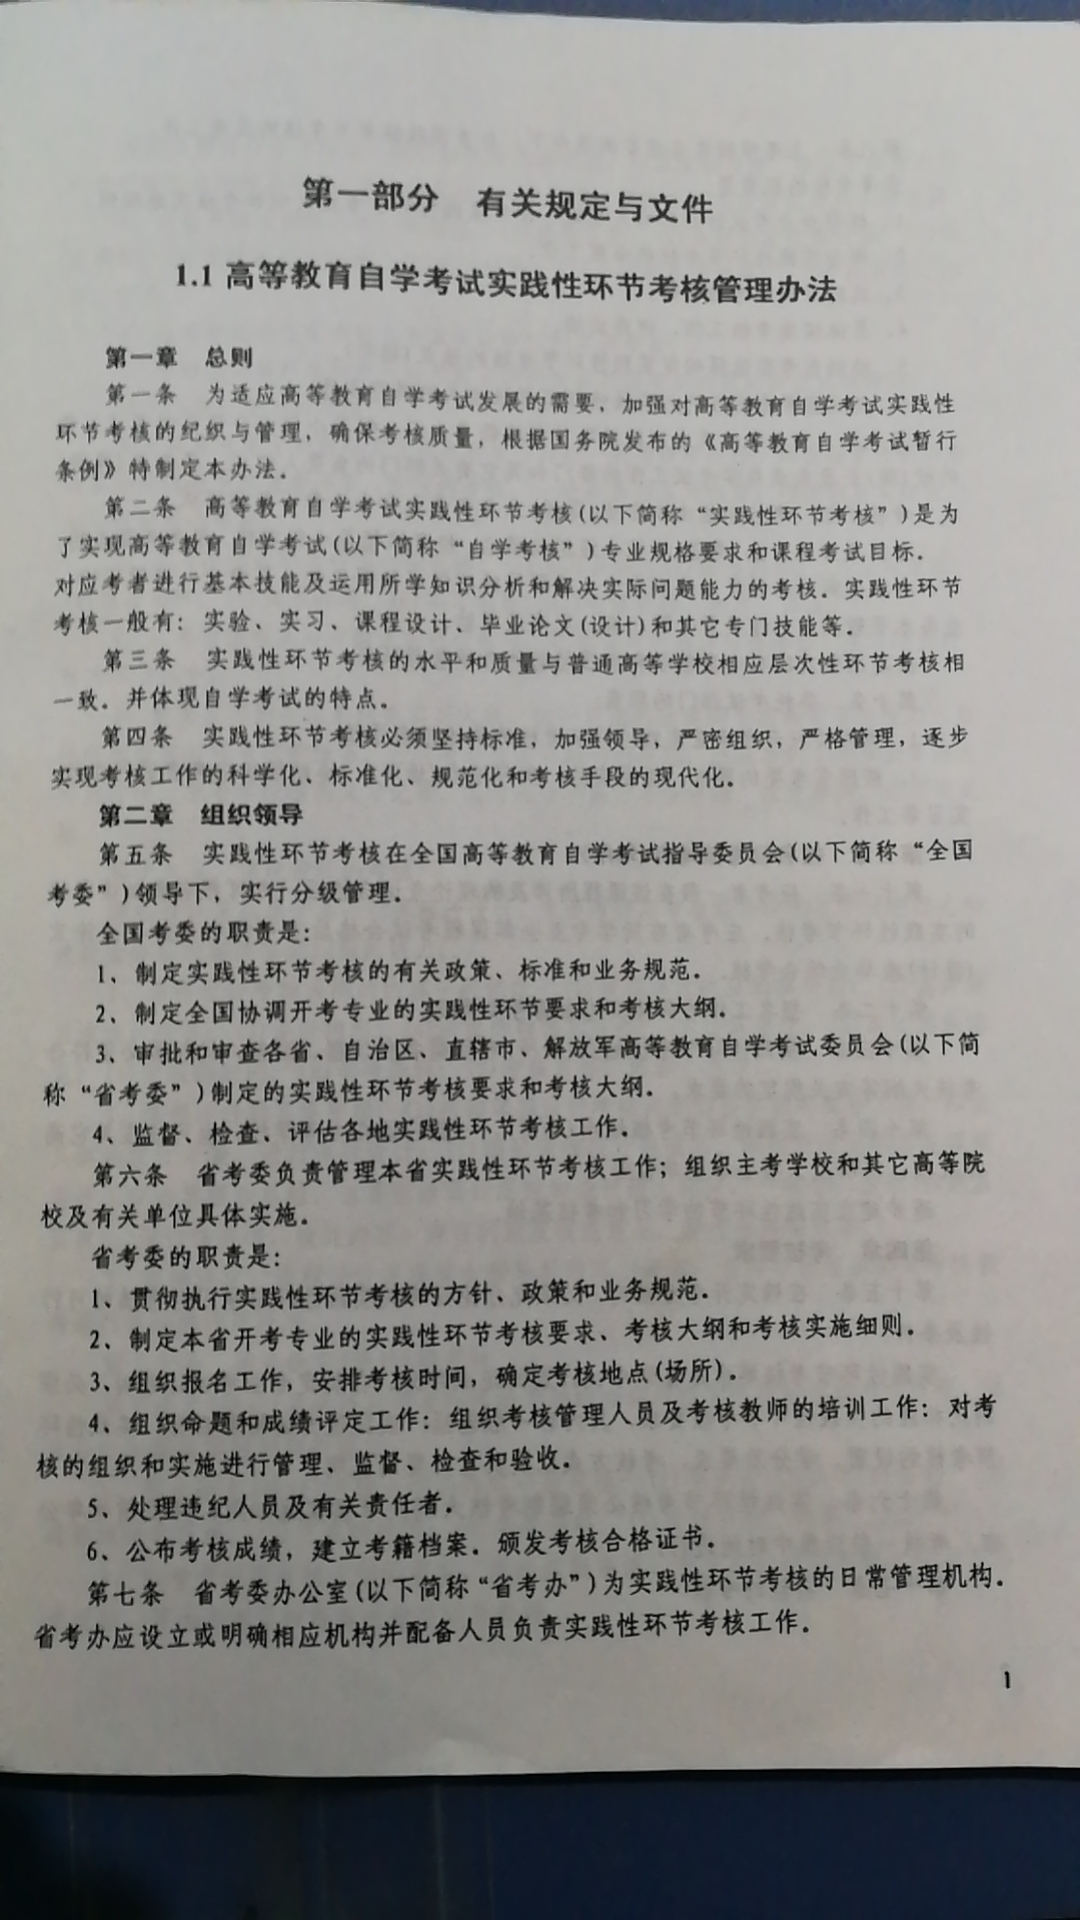 第一部分　有关规定与文件
1.1 高等教育自学考试实践性环节考核管理办法
第一章　总则
第一条　为适应高等教育自学考试发展的需要，加强对高等教育自学考试实践性
环节考核的纪织与管理，确保考核质量，根据国务院发布的《高等教育自学考试暂行
条例》特制定本办法．
第二条　高等教育自学考试实践性环节考核(以下简称“实践性环节考核”)是为
了实现高等教育自学考试(以下简称“自学考核”)专业规格要求和课程考试目标．
对应考者进行基本技能及运用所学知识分析和解决实际问题能力的考核．实践性环节
考核一般有：实验、实习、课程设计、毕业论文(设计)和其它专门技能等．
第三条　实践性环节考核的水平和质量与普通高等学校相应层次性环节考核相
一致．并体现自学考试的特点。
第四条　实践性环节考核必须坚持标准，加强领导，严密组织，严格管理，逐步
实现考核工作的科学化、标准化、规范化和考核手段的现代化．
第二章　组织领导
第五条　实践性环节考核在全国高等教育自学考试指导委员会(以下简称“全国
考委”)领导下，实行分级管理．
全国考委的职责是：
1、制定实践性环节考核的有关政策、标准和业务规范．
2、制定全国协调开考专业的实践性环节要求和考核大纲．
3、审批和审查各省、自治区、直辖市、解放军高等教育自学考试委员会(以下简
称“省考委”)制定的实践性环节考核要求和考核大纲．
4、监督、检查、评估各地实践性环节考核工作．
第六条　省考委负责管理本省实践性环节考核工作；组织主考学校和其它高等院
校及有关单位具体实施．
省考委的职责是：
1、贯彻执行实践性环节考核的方针、政策和业务规范．
2、制定本省开考专业的实践性环节考核要求、考核大纲和考核实施细则．
3、组织报名工作，安排考核时间，确定考核地点(场所)．
4、组织命题和成绩评定工作：组织考核管理人员及考核教师的培训工作：对考
核的组织和实施进行管理、监督、检查和验收．
5、处理违纪人员及有关责任者．
6、公布考核成绩，建立考籍档案．颁发考核合格证书．
第七条　省考委办公室(以下简称“省考办”)为实践性环节考核的日常管理机构．
省考办应设立或明确相应机构并配备人员负责实践性环节考核工作．
1